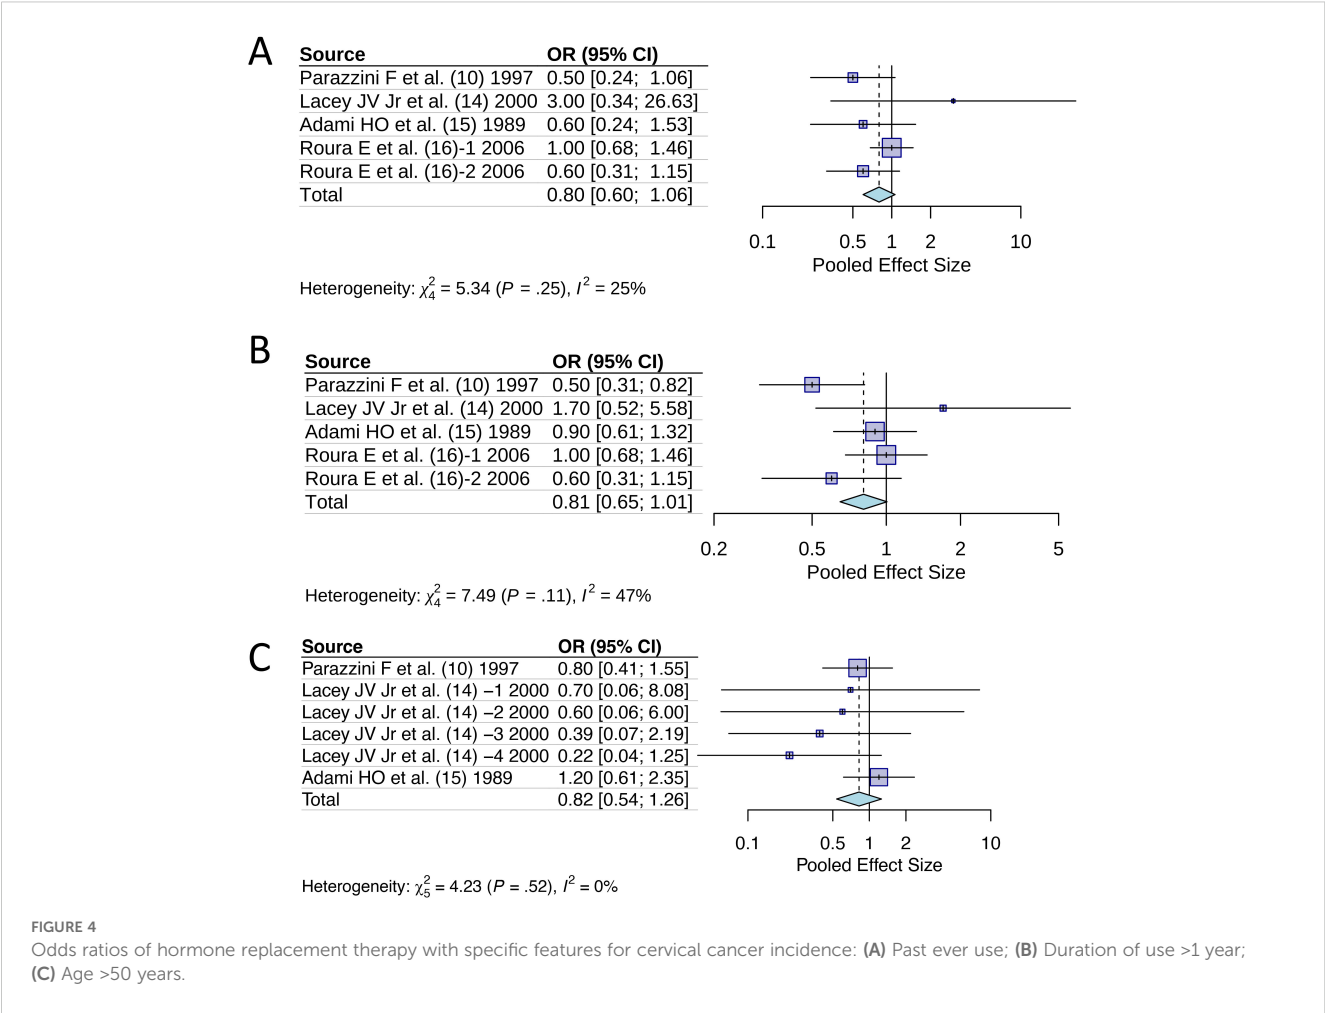 A
Source OR (95% CI)
Parazzini F et al. (10) 1997 0.50 [0.24; 1.06]
Lacey JV Jr et al. (14) 2000 3.00 [0.34; 26.63]
Adami HO et al. (15) 1989 0.60 [0.24; 1.53]
Roura E et al. (16)-1 2006 1.00 [0.68; 1.46]
Roura E et al. (16)-2 2006 0.60 [0.31; 1.15]
Total 0.80 [0.60; 1.06]
0.1 0.5 1 2 10
Pooled Effect Size
Heterogeneity: χ²₄ = 5.34 (P = .25), I² = 25%
B
Source OR (95% CI)
Parazzini F et al. (10) 1997 0.50 [0.31; 0.82]
Lacey JV Jr et al. (14) 2000 1.70 [0.52; 5.58]
Adami HO et al. (15) 1989 0.90 [0.61; 1.32]
Roura E et al. (16)-1 2006 1.00 [0.68; 1.46]
Roura E et al. (16)-2 2006 0.60 [0.31; 1.15]
Total 0.81 [0.65; 1.01]
0.2 0.5 1 2 5
Pooled Effect Size
Heterogeneity: χ²₄ = 7.49 (P = .11), I² = 47%
C
Source OR (95% CI)
Parazzini F et al. (10) 1997 0.80 [0.41; 1.55]
Lacey JV Jr et al. (14) –1 2000 0.70 [0.06; 8.08]
Lacey JV Jr et al. (14) –2 2000 0.60 [0.06; 6.00]
Lacey JV Jr et al. (14) –3 2000 0.39 [0.07; 2.19]
Lacey JV Jr et al. (14) –4 2000 0.22 [0.04; 1.25]
Adami HO et al. (15) 1989 1.20 [0.61; 2.35]
Total 0.82 [0.54; 1.26]
0.1 0.5 1 2 10
Pooled Effect Size
Heterogeneity: χ²₅ = 4.23 (P = .52), I² = 0%
FIGURE 4
Odds ratios of hormone replacement therapy with specific features for cervical cancer incidence: (A) Past ever use; (B) Duration of use >1 year;
(C) Age >50 years.